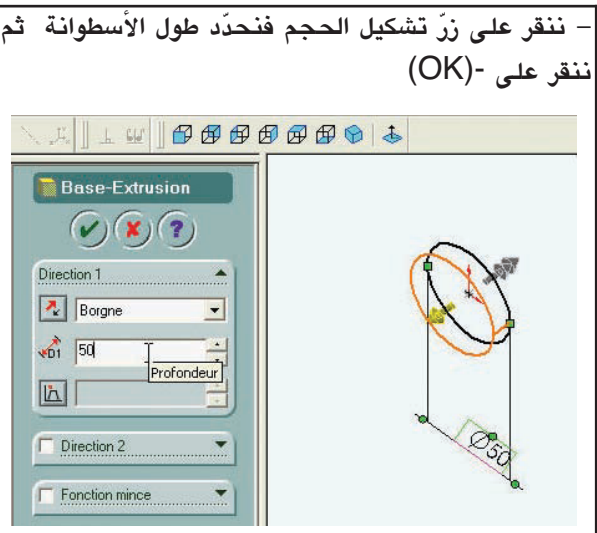 – ننقر على زرّ تشكيل الحجم فنحدّد طول الأسطوانة ثم
ننقر على -(OK)
Base-Extrusion
Direction 1
Borgne
D1
50
Profondeur
Direction 2
Fonction mince
Ø50